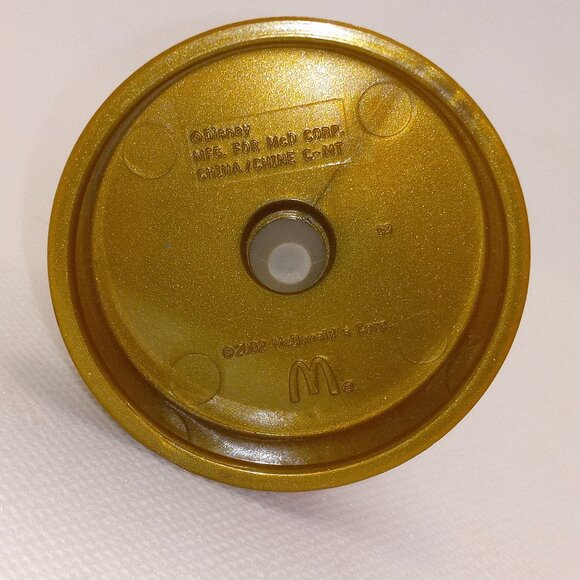 © Disney
MFG. FOR McD CORP.
CHINA/CHINE C-MT
©2002 McDonald's Corp.
M®